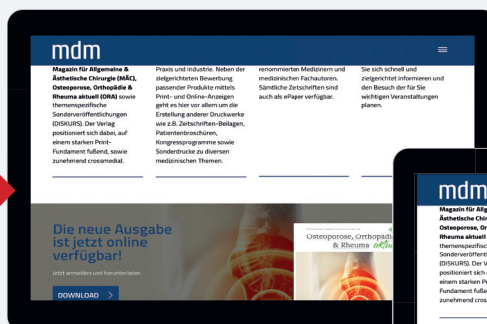 mdm
Magazin für Allgemeine &
Ästhetische Chirurgie (MÄC),
Osteoporose, Orthopädie &
Rheuma aktuell (ORA) sowie
themenspezifische
Sonderveröffentlichungen
(DISKURS). Der Verlag
positioniert sich dabei, auf
einem starken Print-
Fundament fußend, sowie
zunehmend crossmedial.
Praxis und Industrie. Neben der
zielgerichteten Bewerbung
passender Produkte mittels
Print- und Online-Anzeigen
geht es hier vor allem um die
Erstellung anderer Druckwerke
wie z.B. Zeitschriften-Beilagen,
Patientenbroschüren,
Kongressprogramme sowie
Sonderdrucke zu diversen
medizinischen Themen.
renommierten Medizinern und
medizinischen Fachautoren.
Sämtliche Zeitschriften sind
auch als ePaper verfügbar.
Sie sich schnell und
zielgerichtet informieren und
den Besuch der für Sie
wichtigen Veranstaltungen
planen.
Die neue Ausgabe
ist jetzt online
verfügbar!
Jetzt anmelden und herunterladen.
DOWNLOAD
Osteoporose, Orthopädi
& Rheuma
mdm
Magazin für Allg
Ästhetische Chir
Osteoporose, Or
Rheuma aktuell
themenspezifisc
Sonderveröffent
(DISKURS). Der V
positioniert sich
einem starken Pr
Fundament fuße
zunehmend cros